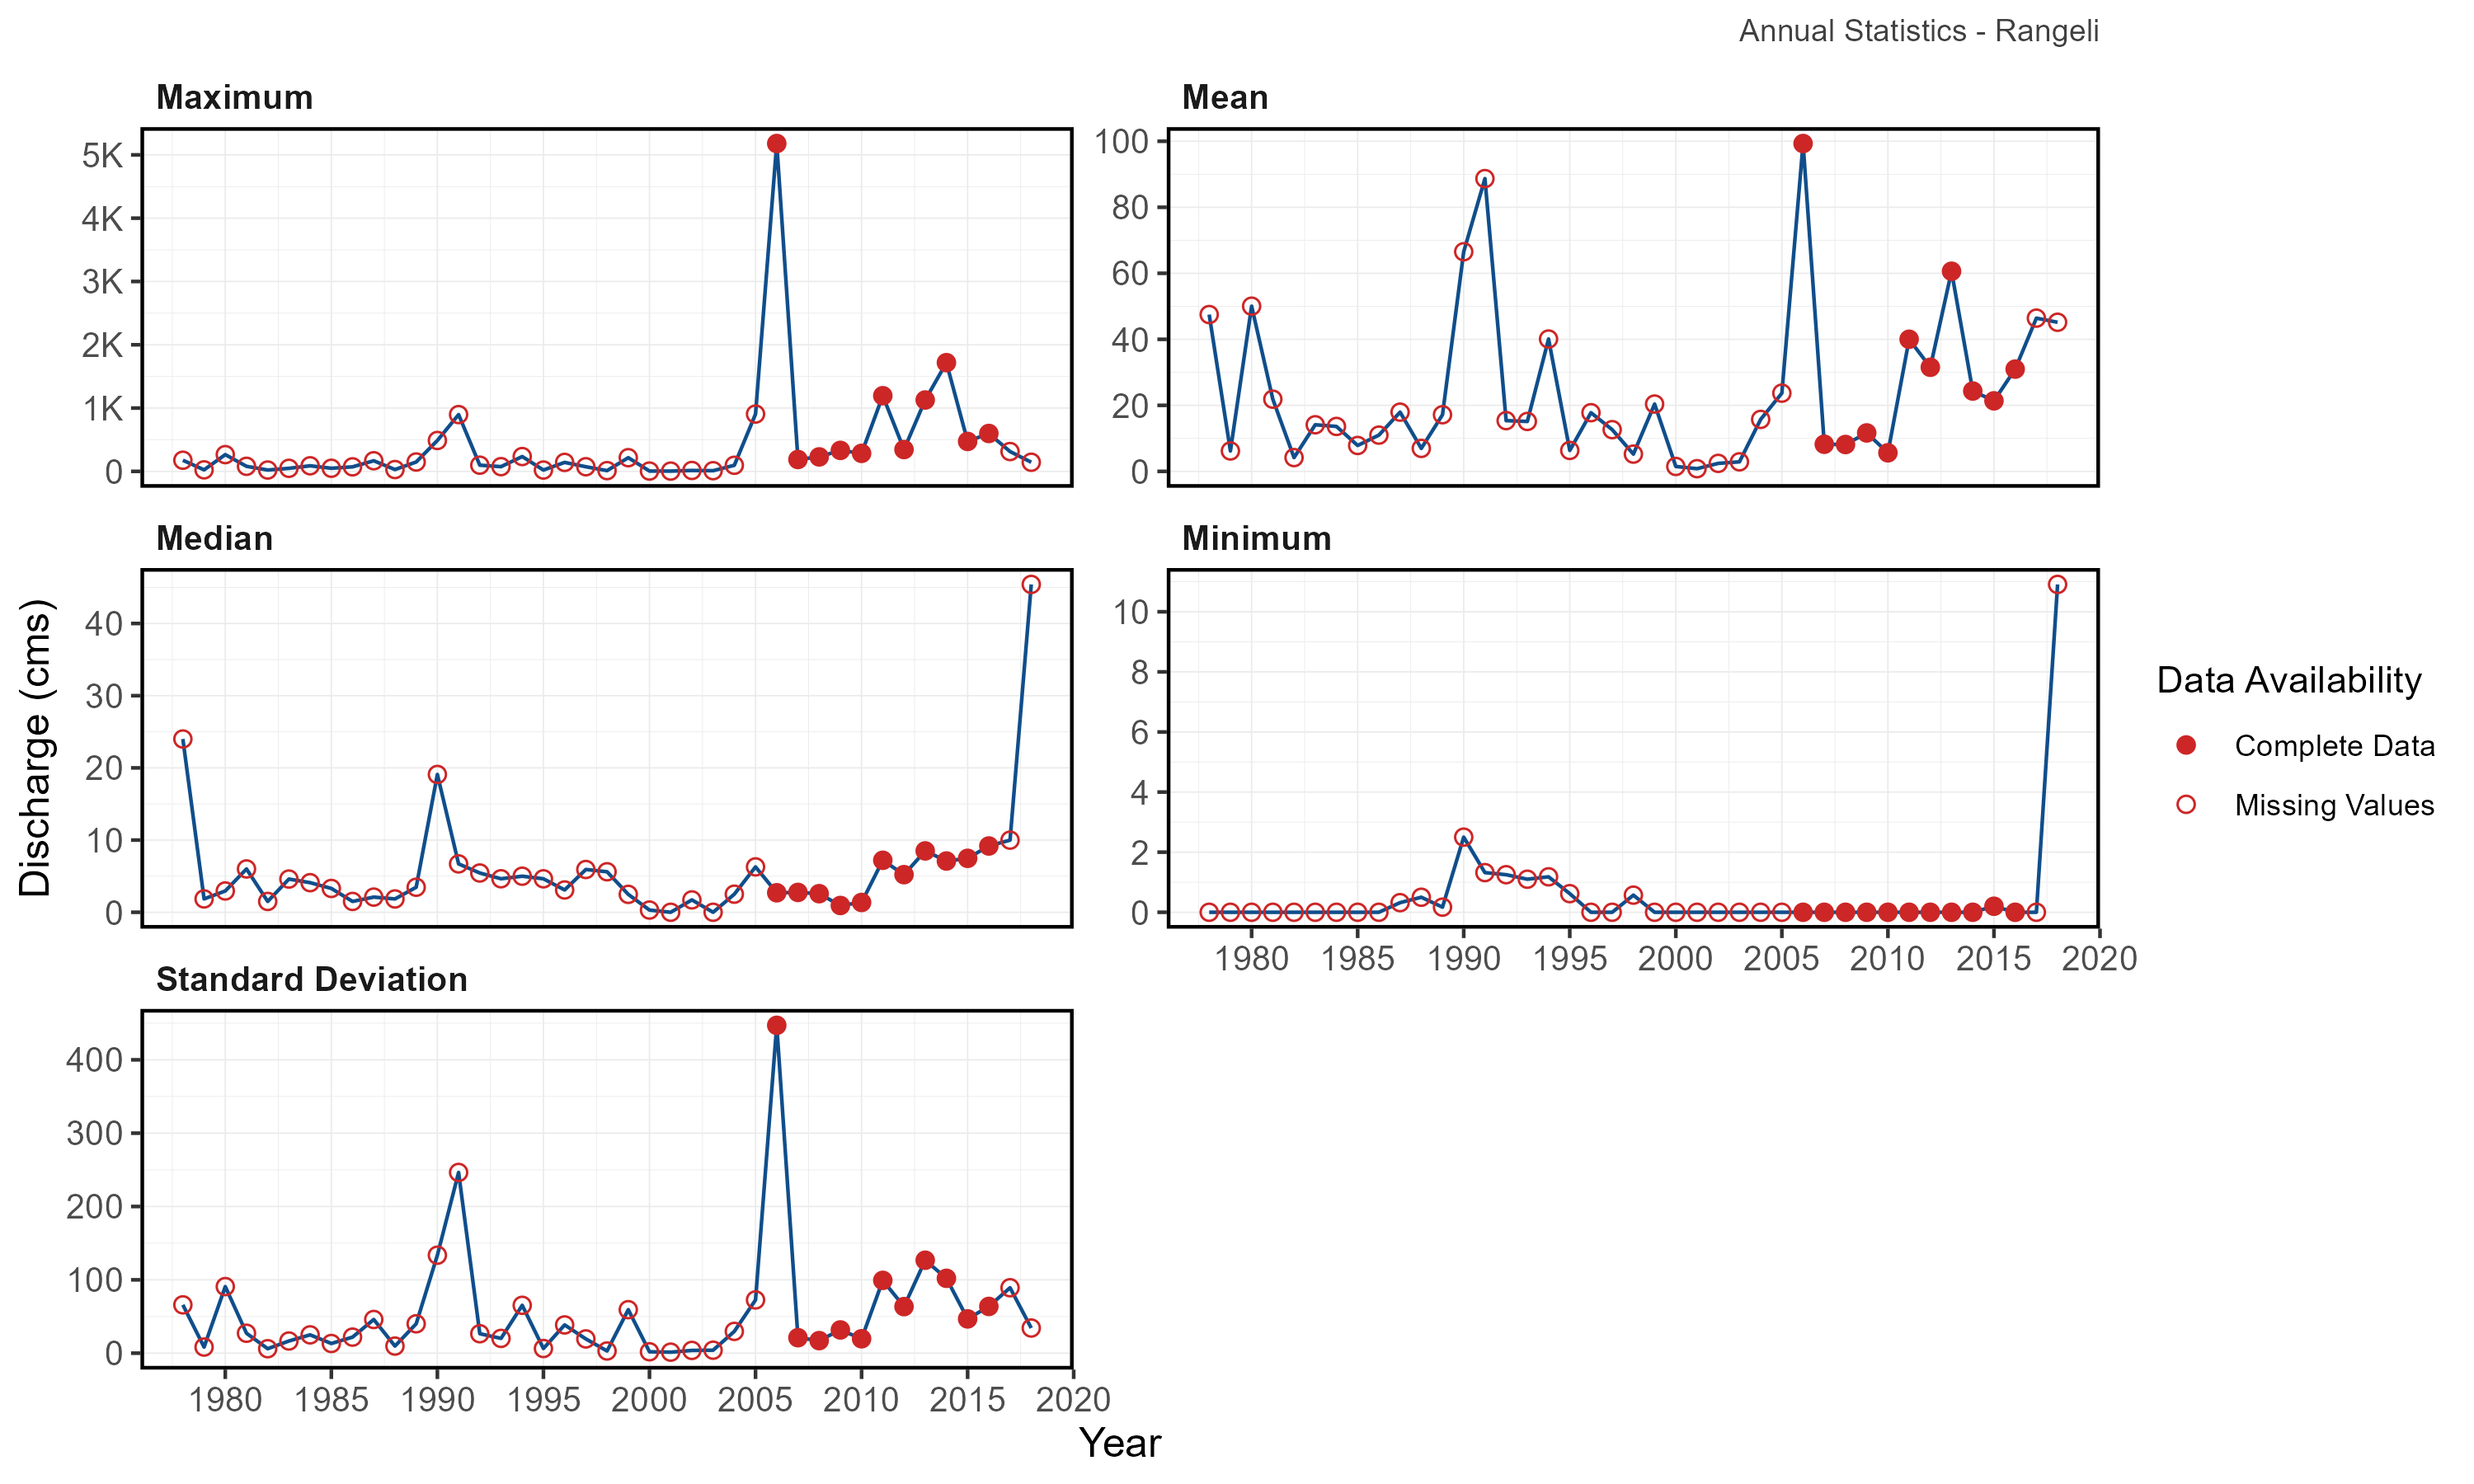 Annual Statistics - Rangeli
Maximum
5K
4K
3K
2K
1K
0
Mean
100
80
60
40
20
0
Discharge (cms)
Median
40
30
20
10
0
Minimum
10
8
6
4
2
0
1980 1985 1990 1995 2000 2005 2010 2015 2020
Data Availability
Complete Data
Missing Values
Standard Deviation
400
300
200
100
0
1980 1985 1990 1995 2000 2005 2010 2015 2020
Year